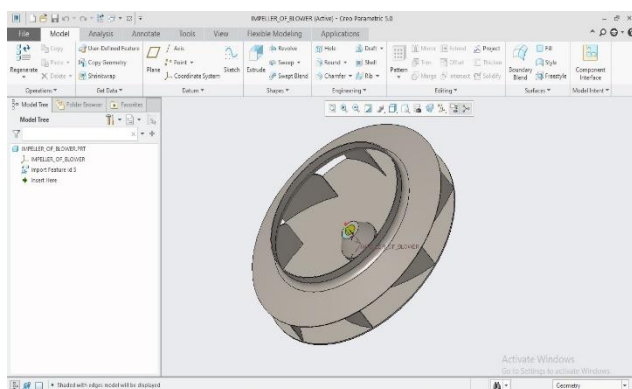 IMPELLER_OF_BLOWER (Active) - Creo Parametric 5.0
File Model Analysis Annotate Tools View Flexible Modeling Applications
Regenerate
Copy
Paste
Delete
User-Defined Feature
Copy Geometry
Shrinkwrap
Plane
Axis
Point
Coordinate System
Sketch
Extrude
Revolve
Sweep
Swept Blend
Hole
Round
Chamfer
Draft
Shell
Rib
Pattern
Mirror
Extend
Project
Trim
Offset
Thicken
Merge
Intersect
Solidify
Boundary Blend
Fill
Style
Freestyle
Component Interface
Operations Get Data Datum Shapes Engineering Editing Surfaces Model Intent
Model Tree Folder Browser Favorites
Model Tree
IMPELLER_OF_BLOWER.PRT
IMPELLER_OF_BLOWER
Import Feature id 5
Insert Here
IMPELLER_OF_BLOWER
Activate Windows
Go to Settings to activate Windows.
Shaded with edges model will be displayed
Geometry